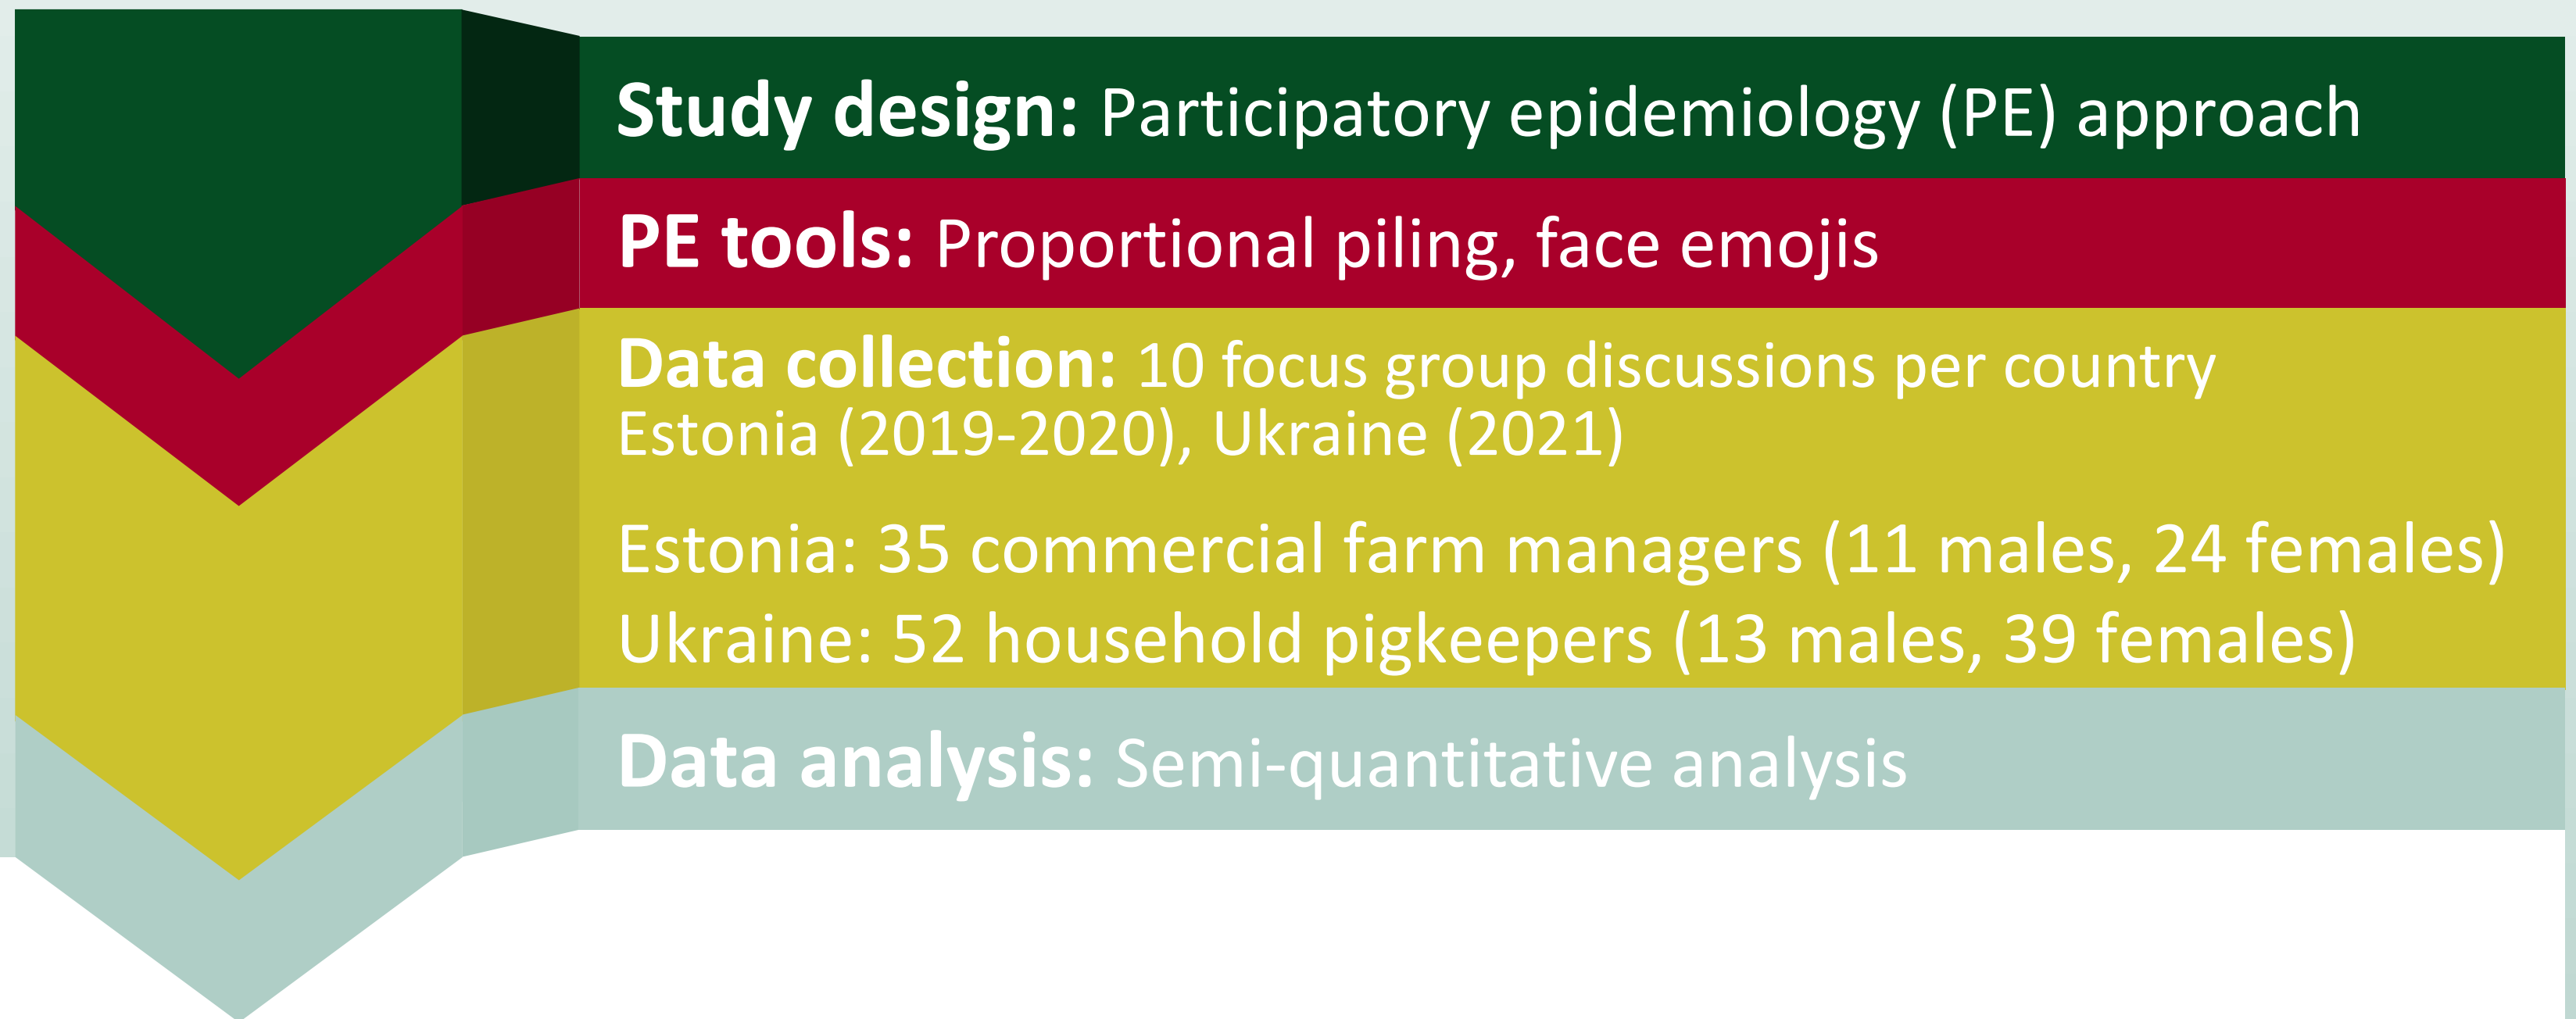 Study design: Participatory epidemiology (PE) approach
PE tools: Proportional piling, face emojis
Data collection: 10 focus group discussions per country
Estonia (2019-2020), Ukraine (2021)
Estonia: 35 commercial farm managers (11 males, 24 females)
Ukraine: 52 household pigkeepers (13 males, 39 females)
Data analysis: Semi-quantitative analysis